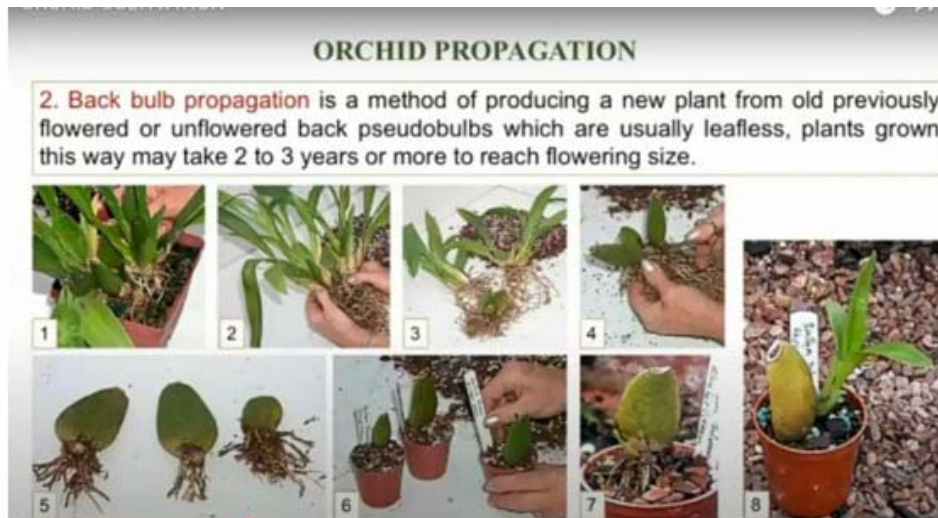 ORCHID PROPAGATION
2. Back bulb propagation is a method of producing a new plant from old previously
flowered or unflowered back pseudobulbs which are usually leafless, plants grown
this way may take 2 to 3 years or more to reach flowering size.
1
2
3
4
5
6
7
8